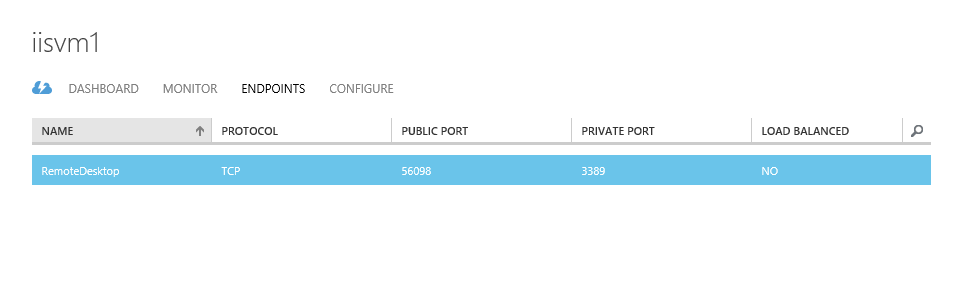 iisvm1
DASHBOARD MONITOR ENDPOINTS CONFIGURE
NAME PROTOCOL PUBLIC PORT PRIVATE PORT LOAD BALANCED
RemoteDesktop TCP 56098 3389 NO